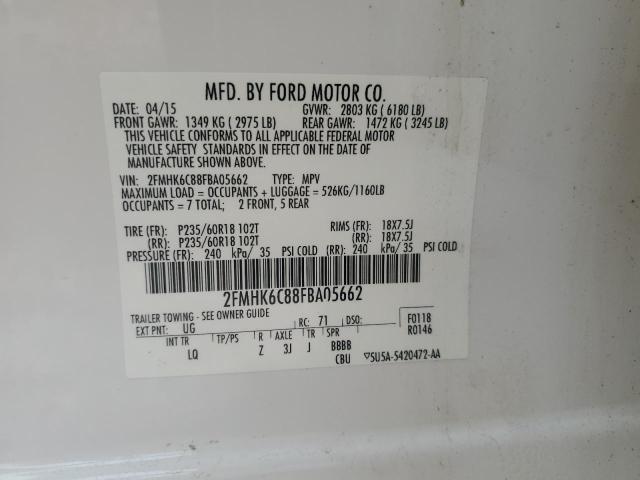 MFD. BY FORD MOTOR CO.
DATE: 04/15 GVWR: 2803 KG ( 6180 LB)
FRONT GAWR: 1349 KG ( 2975 LB) REAR GAWR: 1472 KG ( 3245 LB)
THIS VEHICLE CONFORMS TO ALL APPLICABLE FEDERAL MOTOR
VEHICLE SAFETY STANDARDS IN EFFECT ON THE DATE OF
MANUFACTURE SHOWN ABOVE.
VIN: 2FMHK6C88FBA05662 TYPE: MPV
MAXIMUM LOAD = OCCUPANTS + LUGGAGE = 526KG/1160LB
OCCUPANTS = 7 TOTAL; 2 FRONT, 5 REAR
TIRE (FR): P235/60R18 102T RIMS (FR): 18X7.5J
(RR): P235/60R18 102T (RR): 18X7.5J
PRESSURE (FR): 240 kPa/ 35 PSI COLD (RR): 240 kPa/ 35 PSI COLD
2FMHK6C88FBA05662
TRAILER TOWING - SEE OWNER GUIDE
EXT PNT: UG RC: 71 DSO: F0118
R0146
INT TR TP/PS R AXLE TR SPR
LQ Z 3J J BBBB
CBU 5U5A-5420472-AA